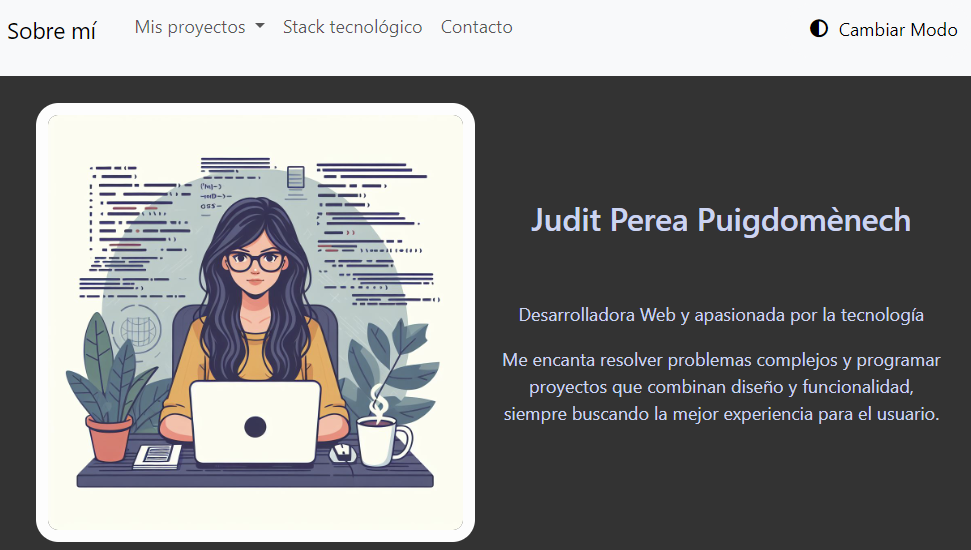 Sobre mí
Mis proyectos
Stack tecnológico
Contacto
Cambiar Modo
Judit Perea Puigdomènech
Desarrolladora Web y apasionada por la tecnología
Me encanta resolver problemas complejos y programar
proyectos que combinan diseño y funcionalidad,
siempre buscando la mejor experiencia para el usuario.